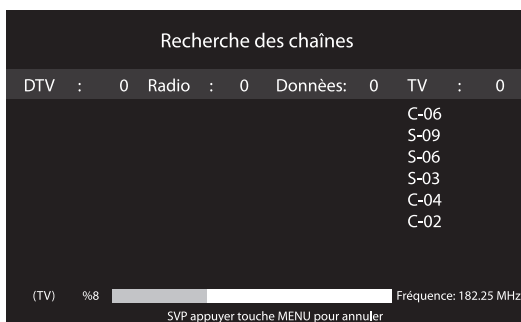 Recherche des chaînes
DTV : 0 Radio : 0 Donnèes: 0 TV : 0
C-06
S-09
S-06
S-03
C-04
C-02
(TV) %8 Fréquence: 182.25 MHz
SVP appuyer touche MENU pour annuler